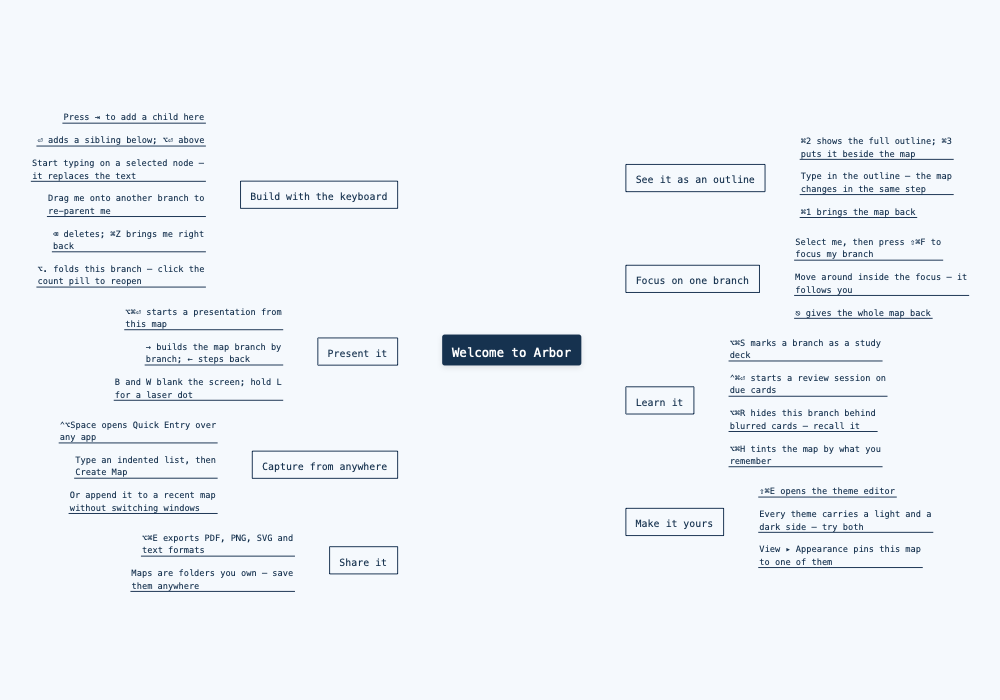 Welcome to Arbor
Build with the keyboard
Press ⇥ to add a child here
⏎ adds a sibling below; ⌥⏎ above
Start typing on a selected node —
it replaces the text
Drag me onto another branch to
re-parent me
⌫ deletes; ⌘Z brings me right
back
⌥. folds this branch — click the
count pill to reopen
Present it
⌥⌘⏎ starts a presentation from
this map
→ builds the map branch by
branch; ← steps back
B and W blank the screen; hold L
for a laser dot
Capture from anywhere
^⌥Space opens Quick Entry over
any app
Type an indented list, then
Create Map
Or append it to a recent map
without switching windows
Share it
⌥⌘E exports PDF, PNG, SVG and
text formats
Maps are folders you own — save
them anywhere
See it as an outline
⌘2 shows the full outline; ⌘3
puts it beside the map
Type in the outline — the map
changes in the same step
⌘1 brings the map back
Focus on one branch
Select me, then press ⇧⌘F to
focus my branch
Move around inside the focus — it
follows you
⎋ gives the whole map back
Learn it
⌥⌘S marks a branch as a study
deck
^⌘⏎ starts a review session on
due cards
⌥⌘R hides this branch behind
blurred cards — recall it
⌥⌘H tints the map by what you
remember
Make it yours
⇧⌘E opens the theme editor
Every theme carries a light and a
dark side — try both
View ▸ Appearance pins this map
to one of them